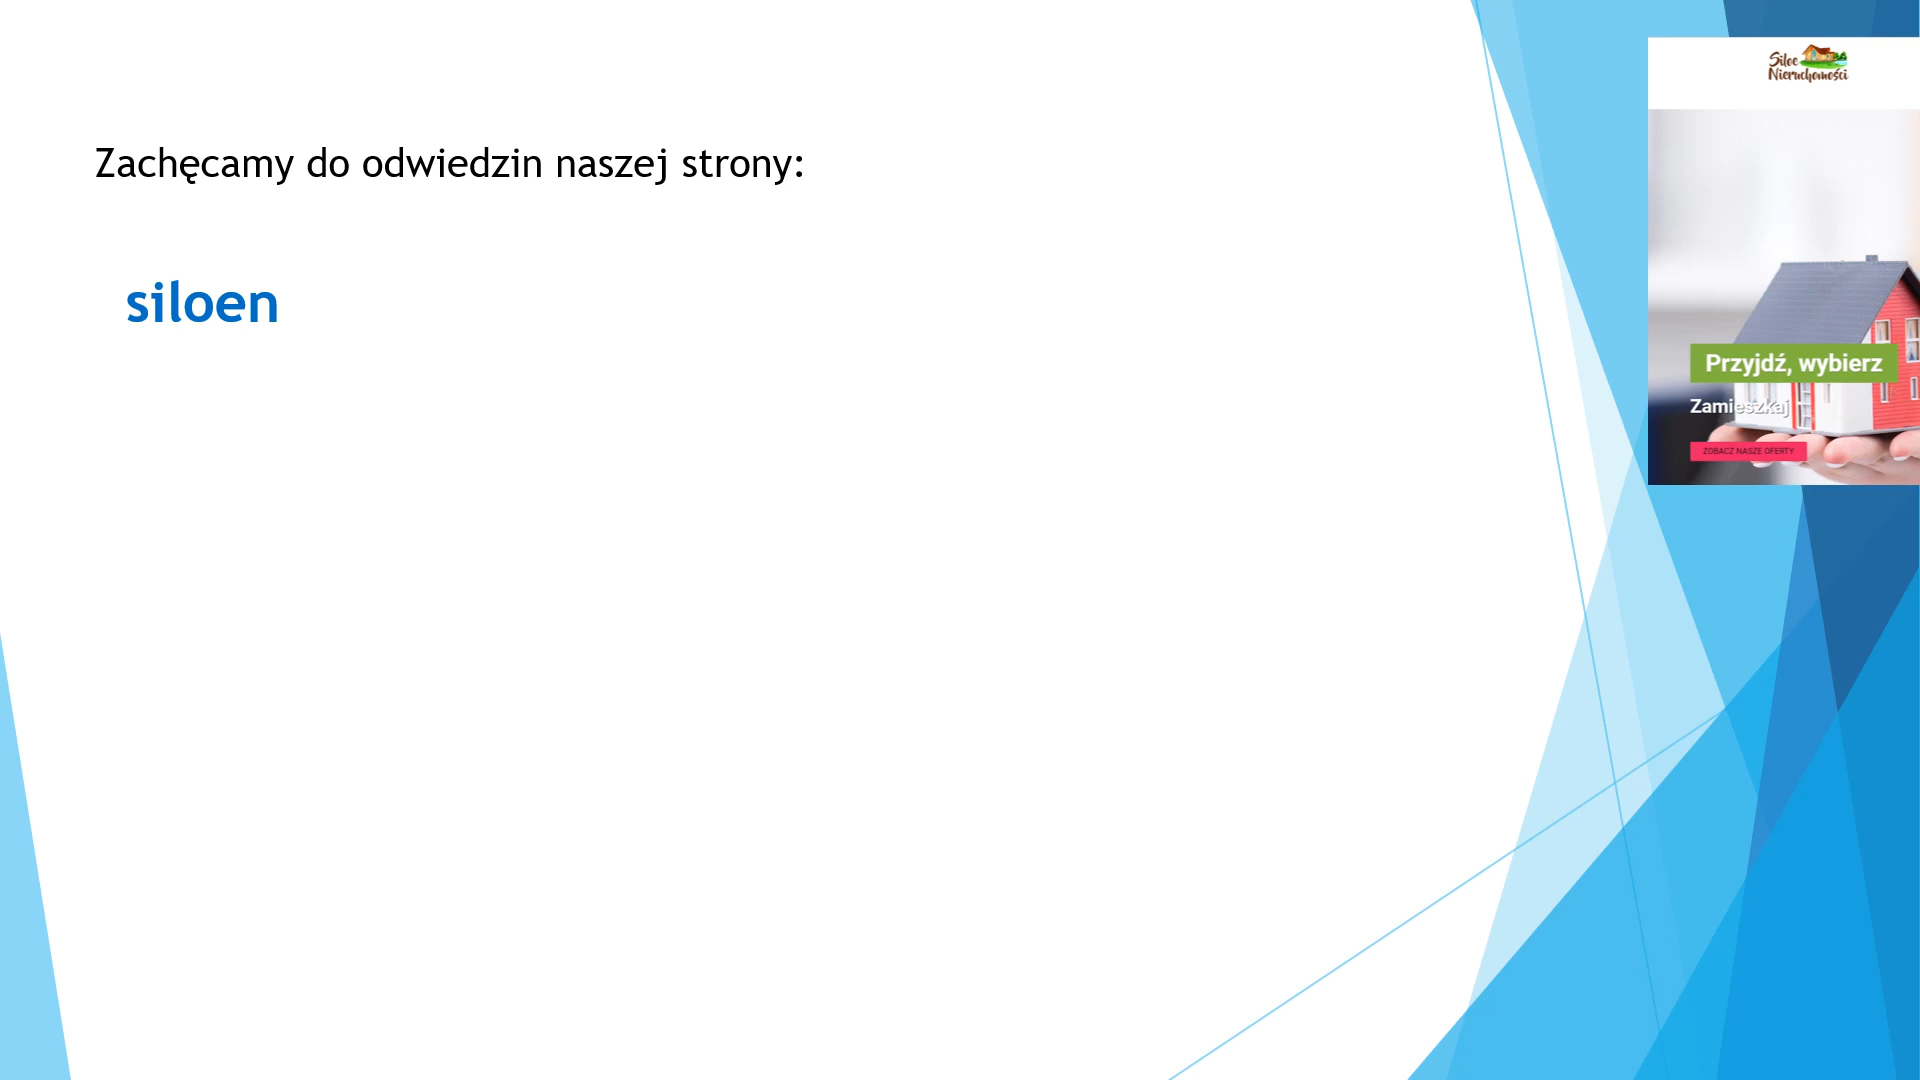 Zachęcamy do odwiedzin naszej strony:
siloen
Siloe
Nieruchomości
Przyjdź, wybierz
Zamieszkaj
ZOBACZ NASZE OFERTY